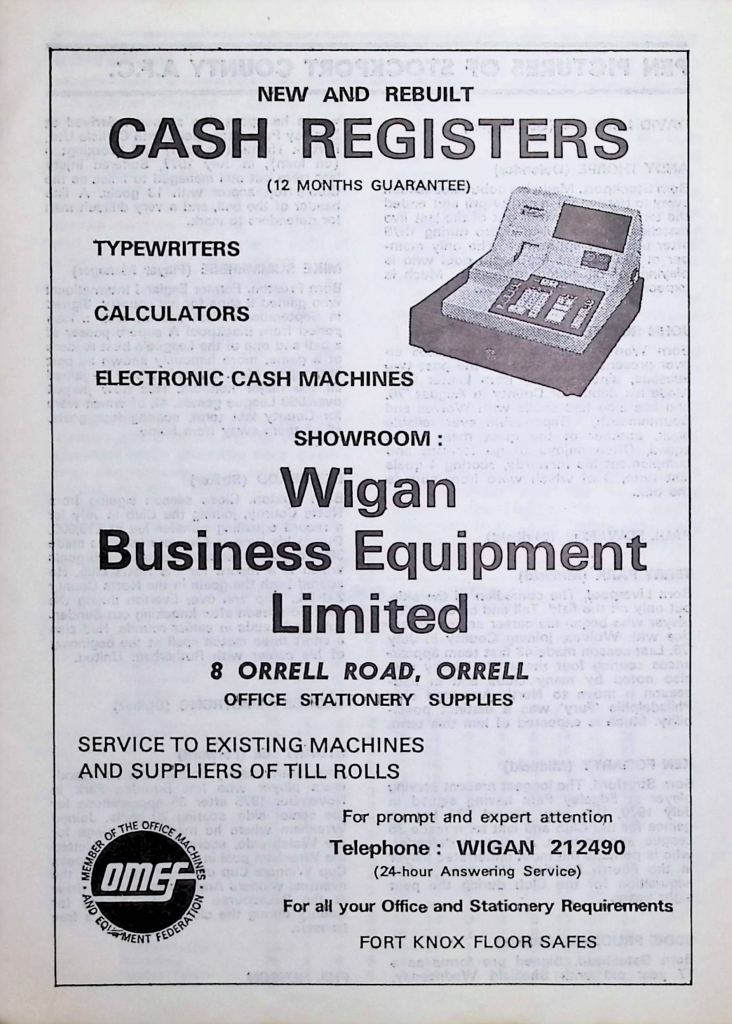 NEW AND REBUILT
CASH REGISTERS
(12 MONTHS GUARANTEE)
TYPEWRITERS
CALCULATORS
ELECTRONIC CASH MACHINES
SHOWROOM :
Wigan
Business Equipment
Limited
8 ORRELL ROAD, ORRELL
OFFICE STATIONERY SUPPLIES
SERVICE TO EXISTING MACHINES
AND SUPPLIERS OF TILL ROLLS
For prompt and expert attention
Telephone : WIGAN 212490
(24-hour Answering Service)
For all your Office and Stationery Requirements
FORT KNOX FLOOR SAFES
MEMBER OF THE OFFICE MACHINES
OMEF
AND EQUIPMENT FEDERATION